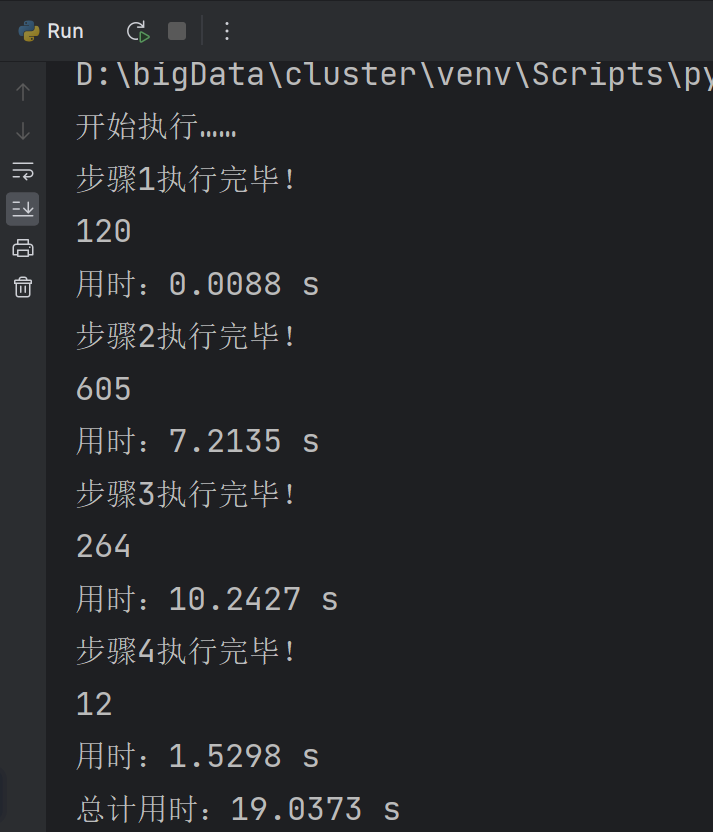 Run
D:\bigData\cluster\venv\Scripts\py
开始执行……
步骤1执行完毕！
120
用时：0.0088 s
步骤2执行完毕！
605
用时：7.2135 s
步骤3执行完毕！
264
用时：10.2427 s
步骤4执行完毕！
12
用时：1.5298 s
总计用时：19.0373 s